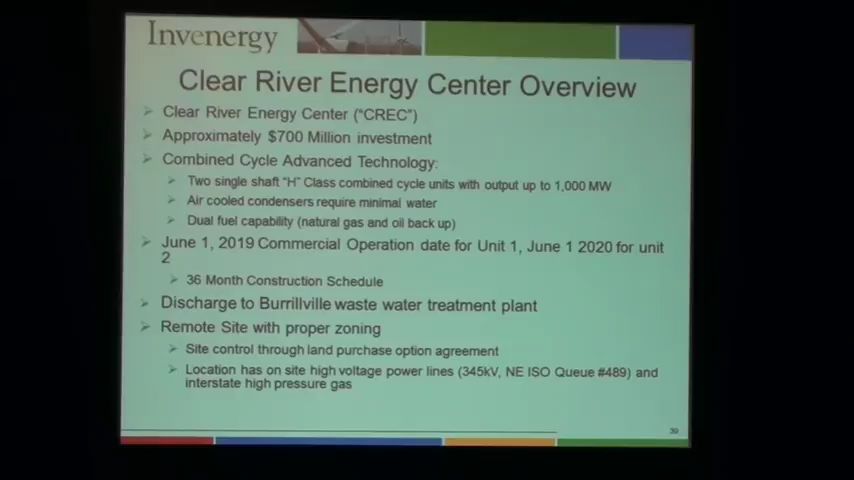 Invenergy
Clear River Energy Center Overview
Clear River Energy Center ("CREC")
Approximately $700 Million investment
Combined Cycle Advanced Technology:
Two single shaft "H" Class combined cycle units with output up to 1,000 MW
Air cooled condensers require minimal water
Dual fuel capability (natural gas and oil back up)
June 1, 2019 Commercial Operation date for Unit 1, June 1 2020 for unit
2
36 Month Construction Schedule
Discharge to Burrillville waste water treatment plant
Remote Site with proper zoning
Site control through land purchase option agreement
Location has on site high voltage power lines (345kV, NE ISO Queue #489) and
interstate high pressure gas
39